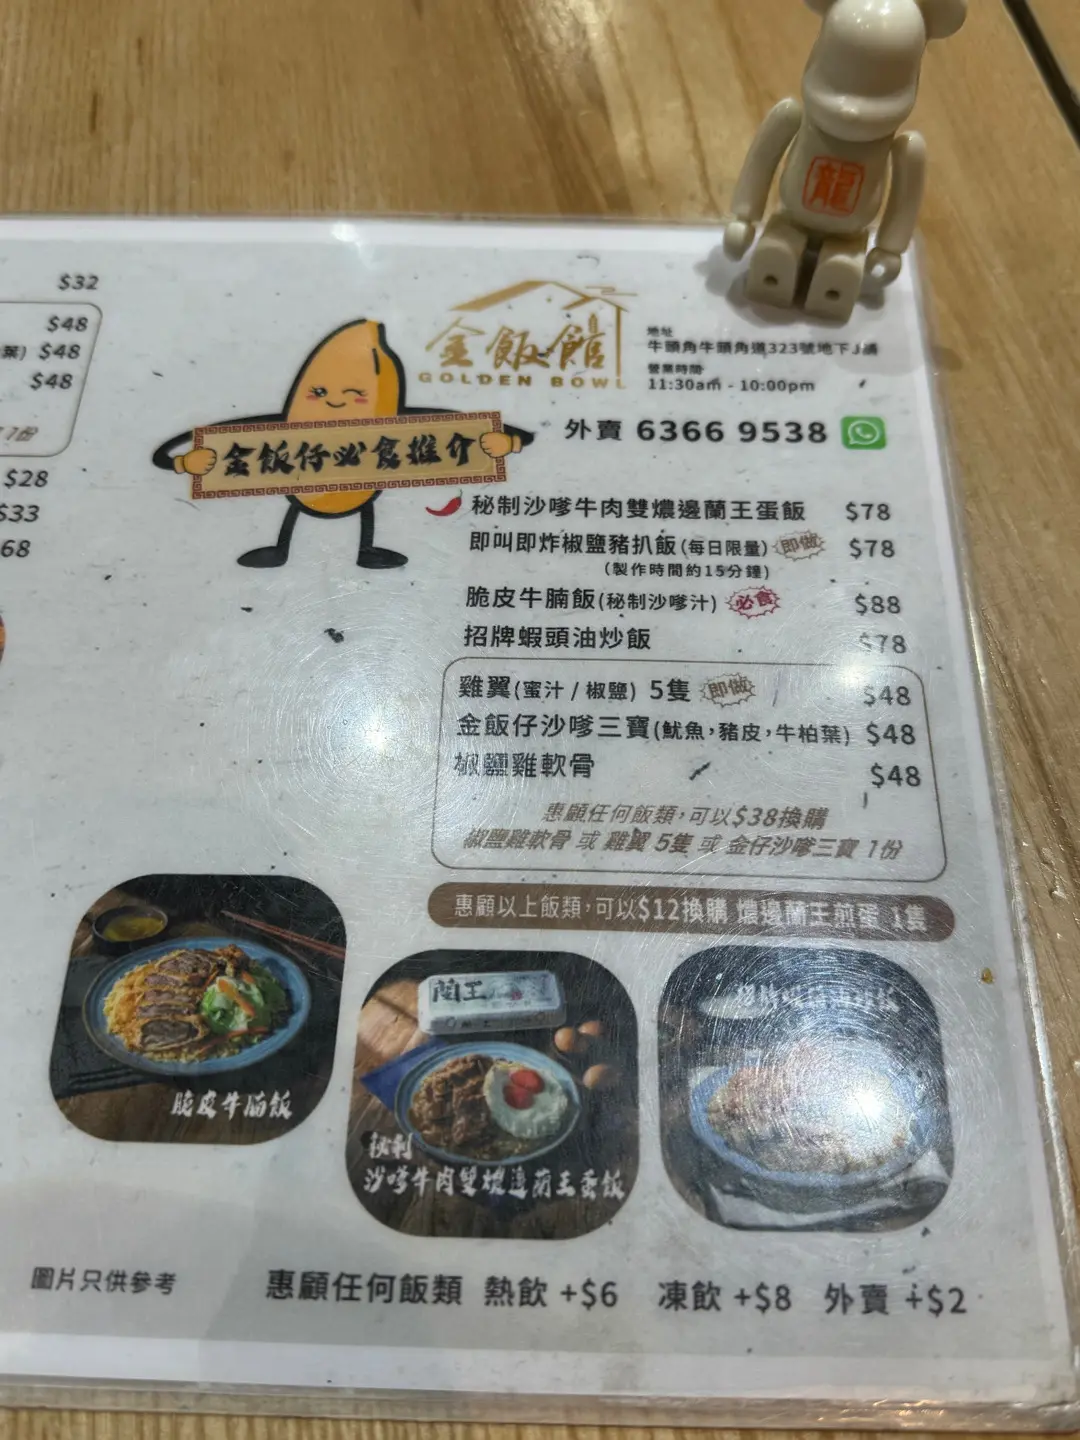 龍
$32
$48
葉) $48
$48
1份
$28
$33
68
金飯館
GOLDEN BOWL
地址
牛頭角牛頭角道323號地下J舖
營業時間
11:30am - 10:00pm
外賣 6366 9538
金飯仔必食推介
秘制沙嗲牛肉雙燶邊蘭王蛋飯 $78
即叫即炸椒鹽豬扒飯(每日限量) 即做 $78
(製作時間約15分鐘)
脆皮牛腩飯(秘制沙嗲汁) 必食 $88
招牌蝦頭油炒飯 $78
雞翼(蜜汁 / 椒鹽) 5隻 即做 $48
金飯仔沙嗲三寶(魷魚,豬皮,牛柏葉) $48
椒鹽雞軟骨 $48
惠顧任何飯類,可以$38換購
椒鹽雞軟骨 或 雞翼 5隻 或 金仔沙嗲三寶 1份
惠顧以上飯類,可以$12換購 燶邊蘭王煎蛋 1隻
脆皮牛腩飯
蘭王
秘制
沙嗲牛肉雙燶邊蘭王蛋飯
圖片只供參考
惠顧任何飯類 熱飲 +$6 凍飲 +$8 外賣 +$2